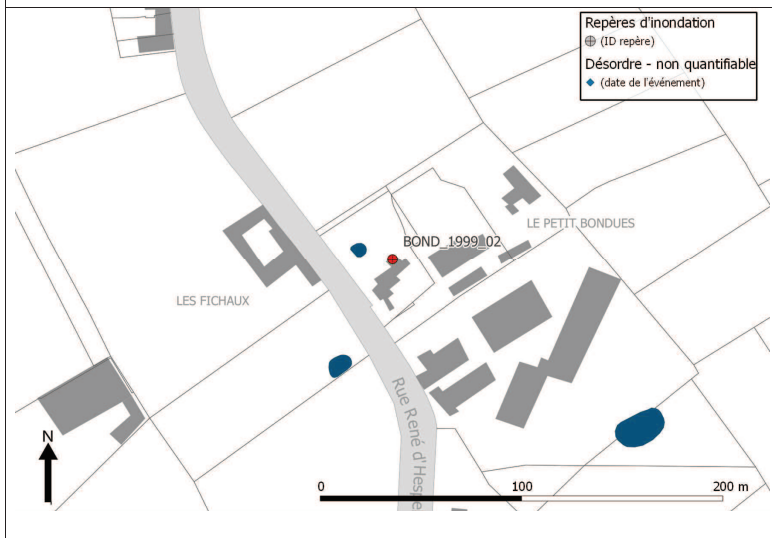 Repères d'inondation
(ID repère)
Désordre - non quantifiable
(date de l'événement)
BOND_1999_02
LE PETIT BONDUES
LES FICHAUX
Rue René d'Hespe
N
0 100 200 m